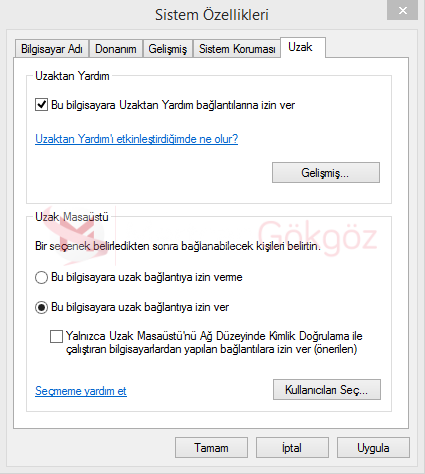 Sistem Özellikleri
Bilgisayar Adı Donanım Gelişmiş Sistem Koruması Uzak
Uzaktan Yardım
Bu bilgisayara Uzaktan Yardım bağlantılarına izin ver
Uzaktan Yardım'ı etkinleştirdiğimde ne olur?
Gelişmiş...
Uzak Masaüstü
Gökgöz
Bir seçenek belirledikten sonra bağlanabilecek kişileri belirtin.
Bu bilgisayara uzak bağlantıya izin verme
Bu bilgisayara uzak bağlantıya izin ver
Yalnızca Uzak Masaüstü'nü Ağ Düzeyinde Kimlik Doğrulama ile
çalıştıran bilgisayarlardan yapılan bağlantılara izin ver (önerilen)
Seçmeme yardım et
Kullanıcıları Seç...
Tamam İptal Uygula